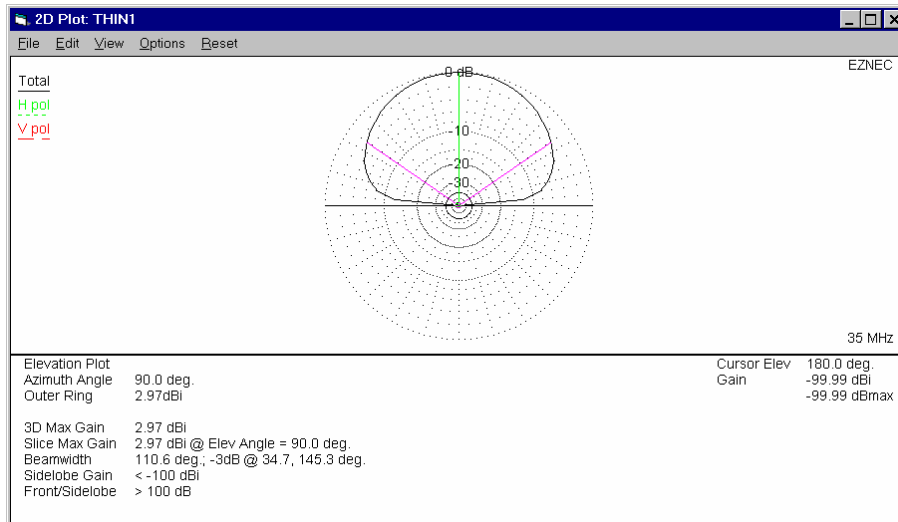 2D Plot: THIN1
File Edit View Options Reset
EZNEC
Total
H pol
V pol
0 dB
-10
-20
-30
35 MHz
Elevation Plot
Azimuth Angle 90.0 deg.
Outer Ring 2.97dBi
Cursor Elev 180.0 deg.
Gain -99.99 dBi
-99.99 dBmax
3D Max Gain 2.97 dBi
Slice Max Gain 2.97 dBi @ Elev Angle = 90.0 deg.
Beamwidth 110.6 deg.; -3dB @ 34.7, 145.3 deg.
Sidelobe Gain < -100 dBi
Front/Sidelobe > 100 dB